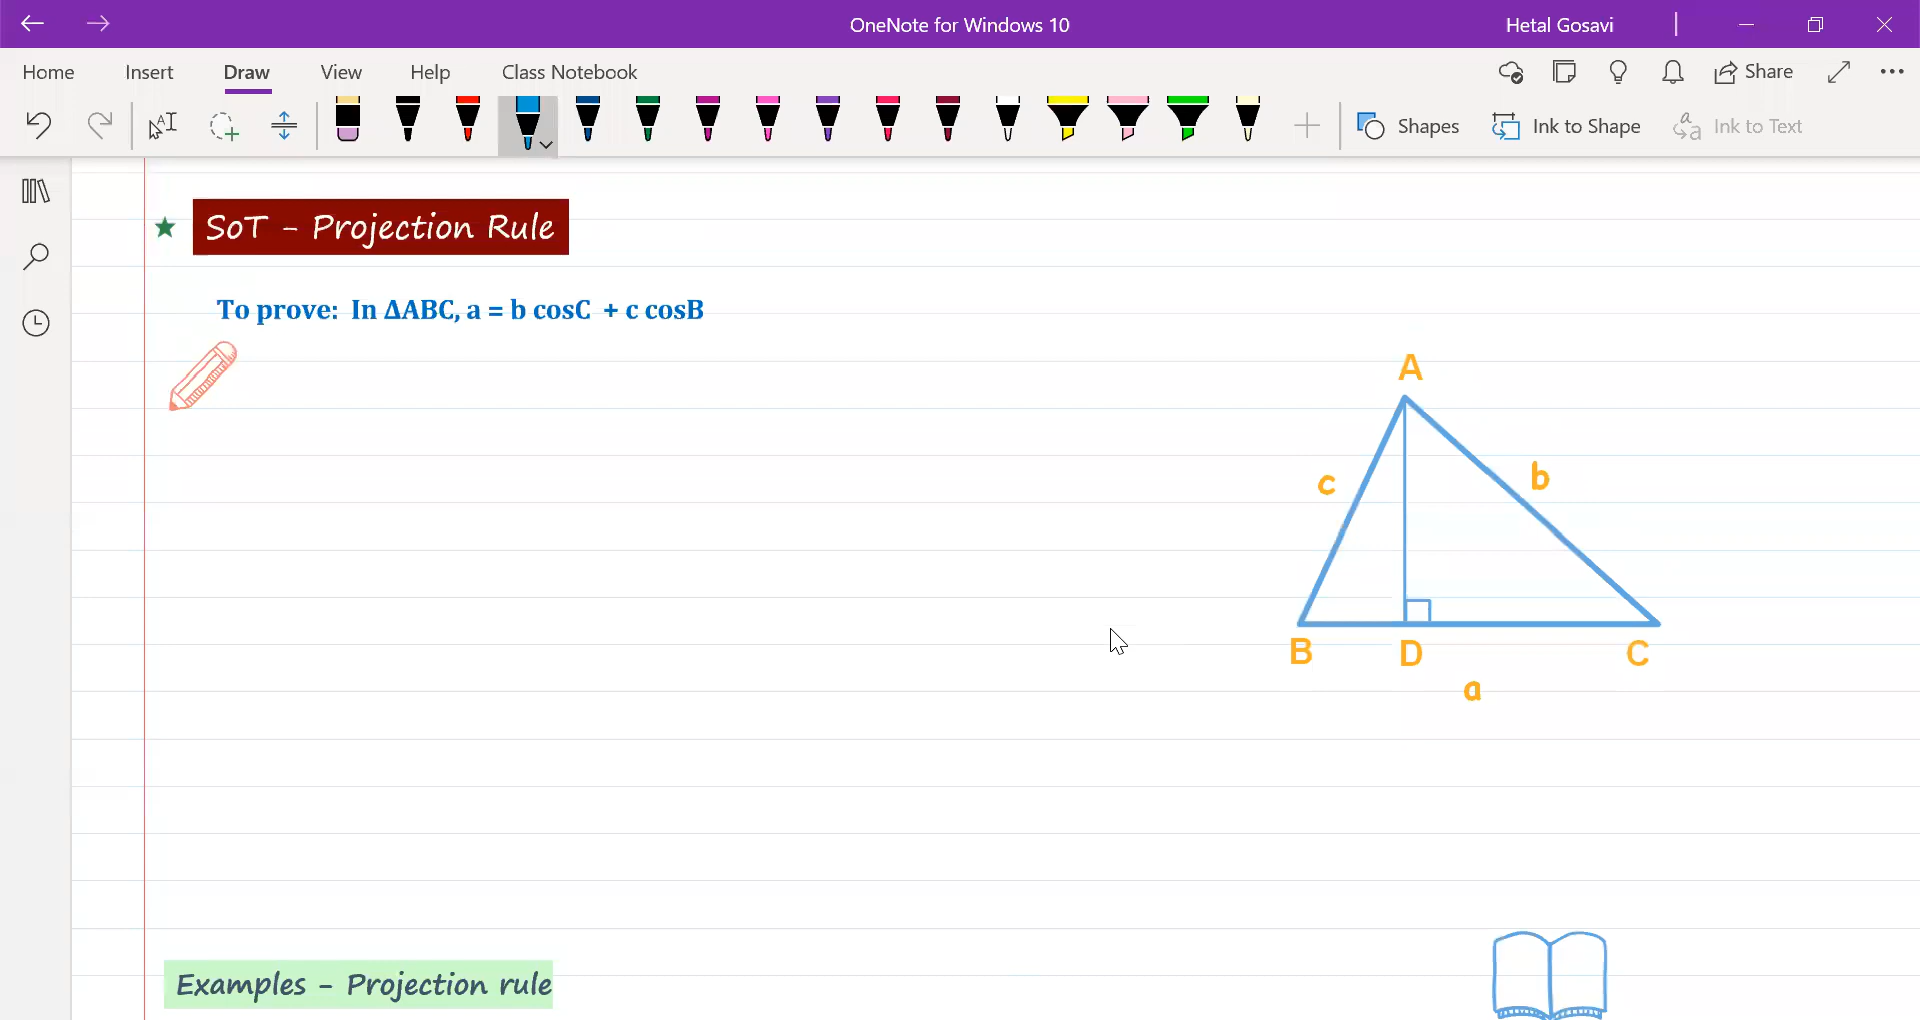 OneNote for Windows 10
Hetal Gosavi
Home Insert Draw View Help Class Notebook Share
Shapes Ink to Shape Ink to Text
SoT - Projection Rule
To prove: In ΔABC, a = b cosC + c cosB
A
c b
B D C
a
Examples - Projection rule